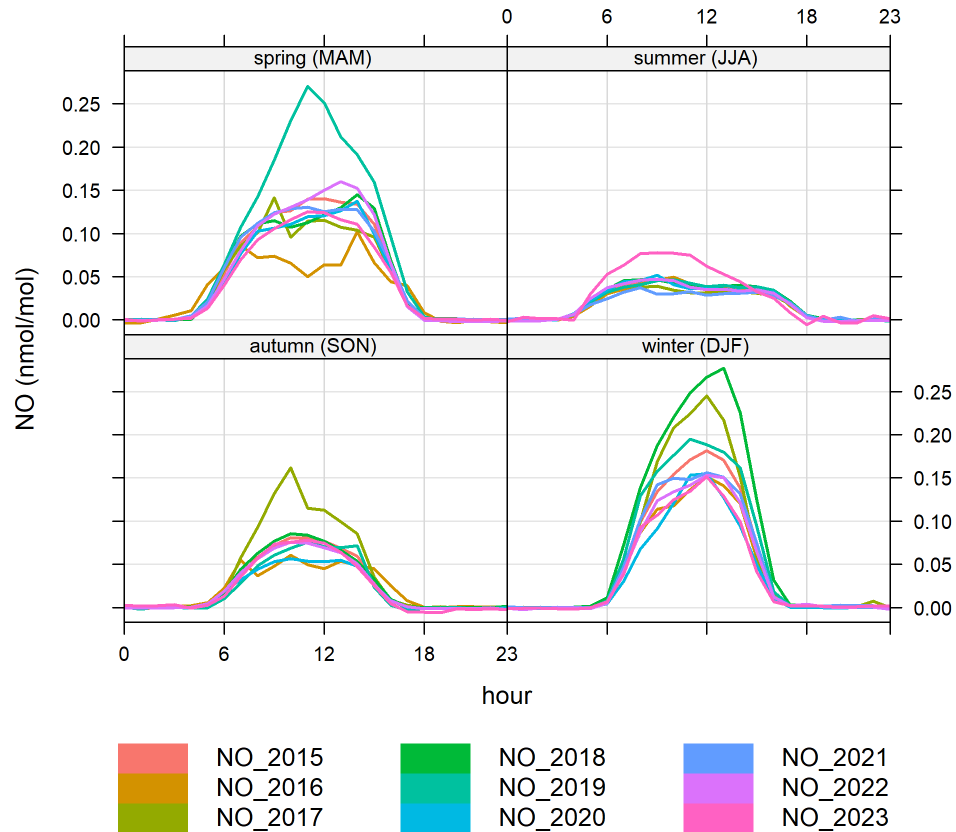 0 6 12 18 23
spring (MAM) summer (JJA)
0.25
0.20
0.15
0.10
0.05
0.00
autumn (SON) winter (DJF)
0.25
0.20
0.15
0.10
0.05
0.00
NO (nmol/mol)
0 6 12 18 23
hour
NO_2015 NO_2018 NO_2021
NO_2016 NO_2019 NO_2022
NO_2017 NO_2020 NO_2023